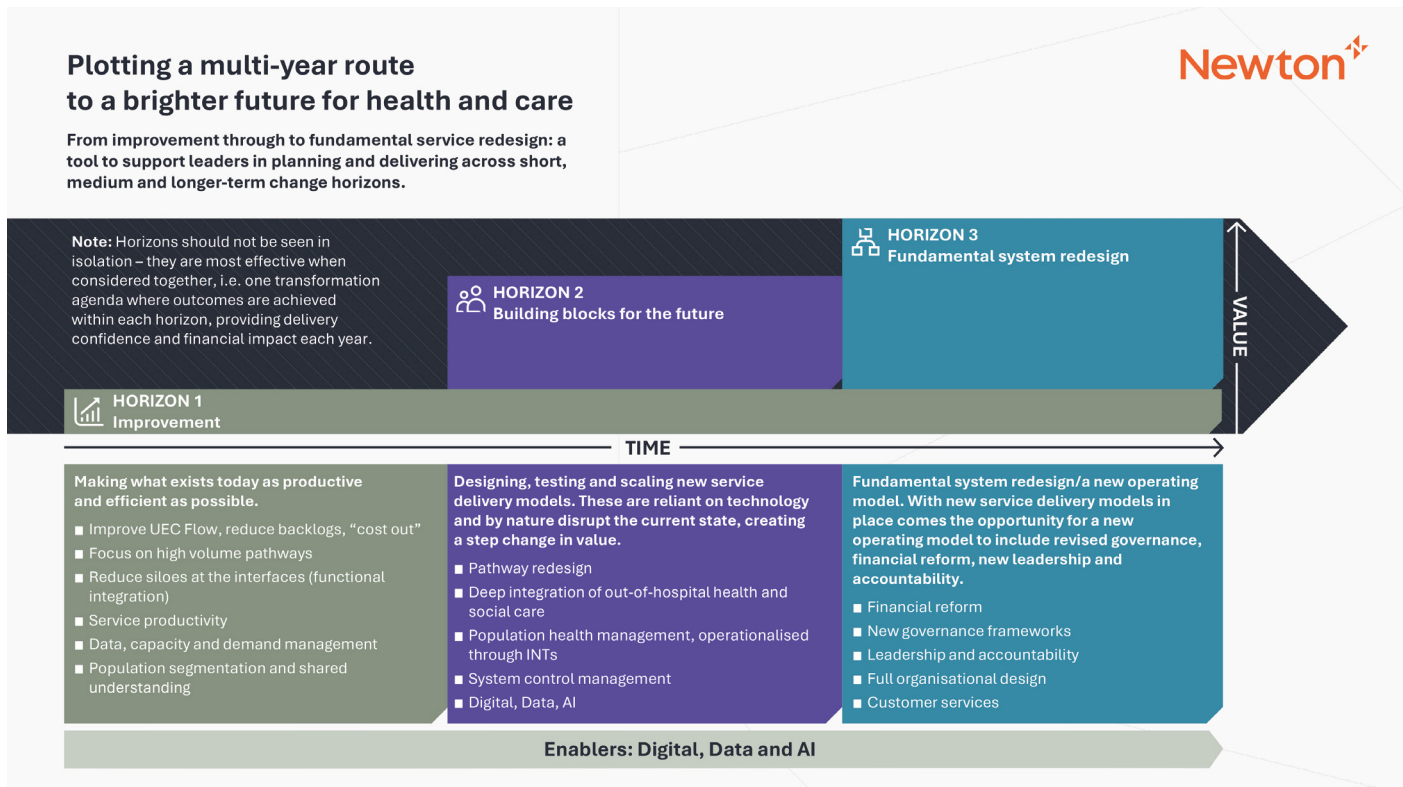 Plotting a multi-year route
to a brighter future for health and care
Newton
From improvement through to fundamental service redesign: a
tool to support leaders in planning and delivering across short,
medium and longer-term change horizons.
Note: Horizons should not be seen in
isolation – they are most effective when
considered together, i.e. one transformation
agenda where outcomes are achieved
within each horizon, providing delivery
confidence and financial impact each year.
HORIZON 1
Improvement
HORIZON 2
Building blocks for the future
HORIZON 3
Fundamental system redesign
VALUE
TIME
Making what exists today as productive
and efficient as possible.
■ Improve UEC Flow, reduce backlogs, “cost out”
■ Focus on high volume pathways
■ Reduce siloes at the interfaces (functional
integration)
■ Service productivity
■ Data, capacity and demand management
■ Population segmentation and shared
understanding
Designing, testing and scaling new service
delivery models. These are reliant on technology
and by nature disrupt the current state, creating
a step change in value.
■ Pathway redesign
■ Deep integration of out-of-hospital health and
social care
■ Population health management, operationalised
through INTs
■ System control management
■ Digital, Data, AI
Fundamental system redesign/a new operating
model. With new service delivery models in
place comes the opportunity for a new
operating model to include revised governance,
financial reform, new leadership and
accountability.
■ Financial reform
■ New governance frameworks
■ Leadership and accountability
■ Full organisational design
■ Customer services
Enablers: Digital, Data and AI